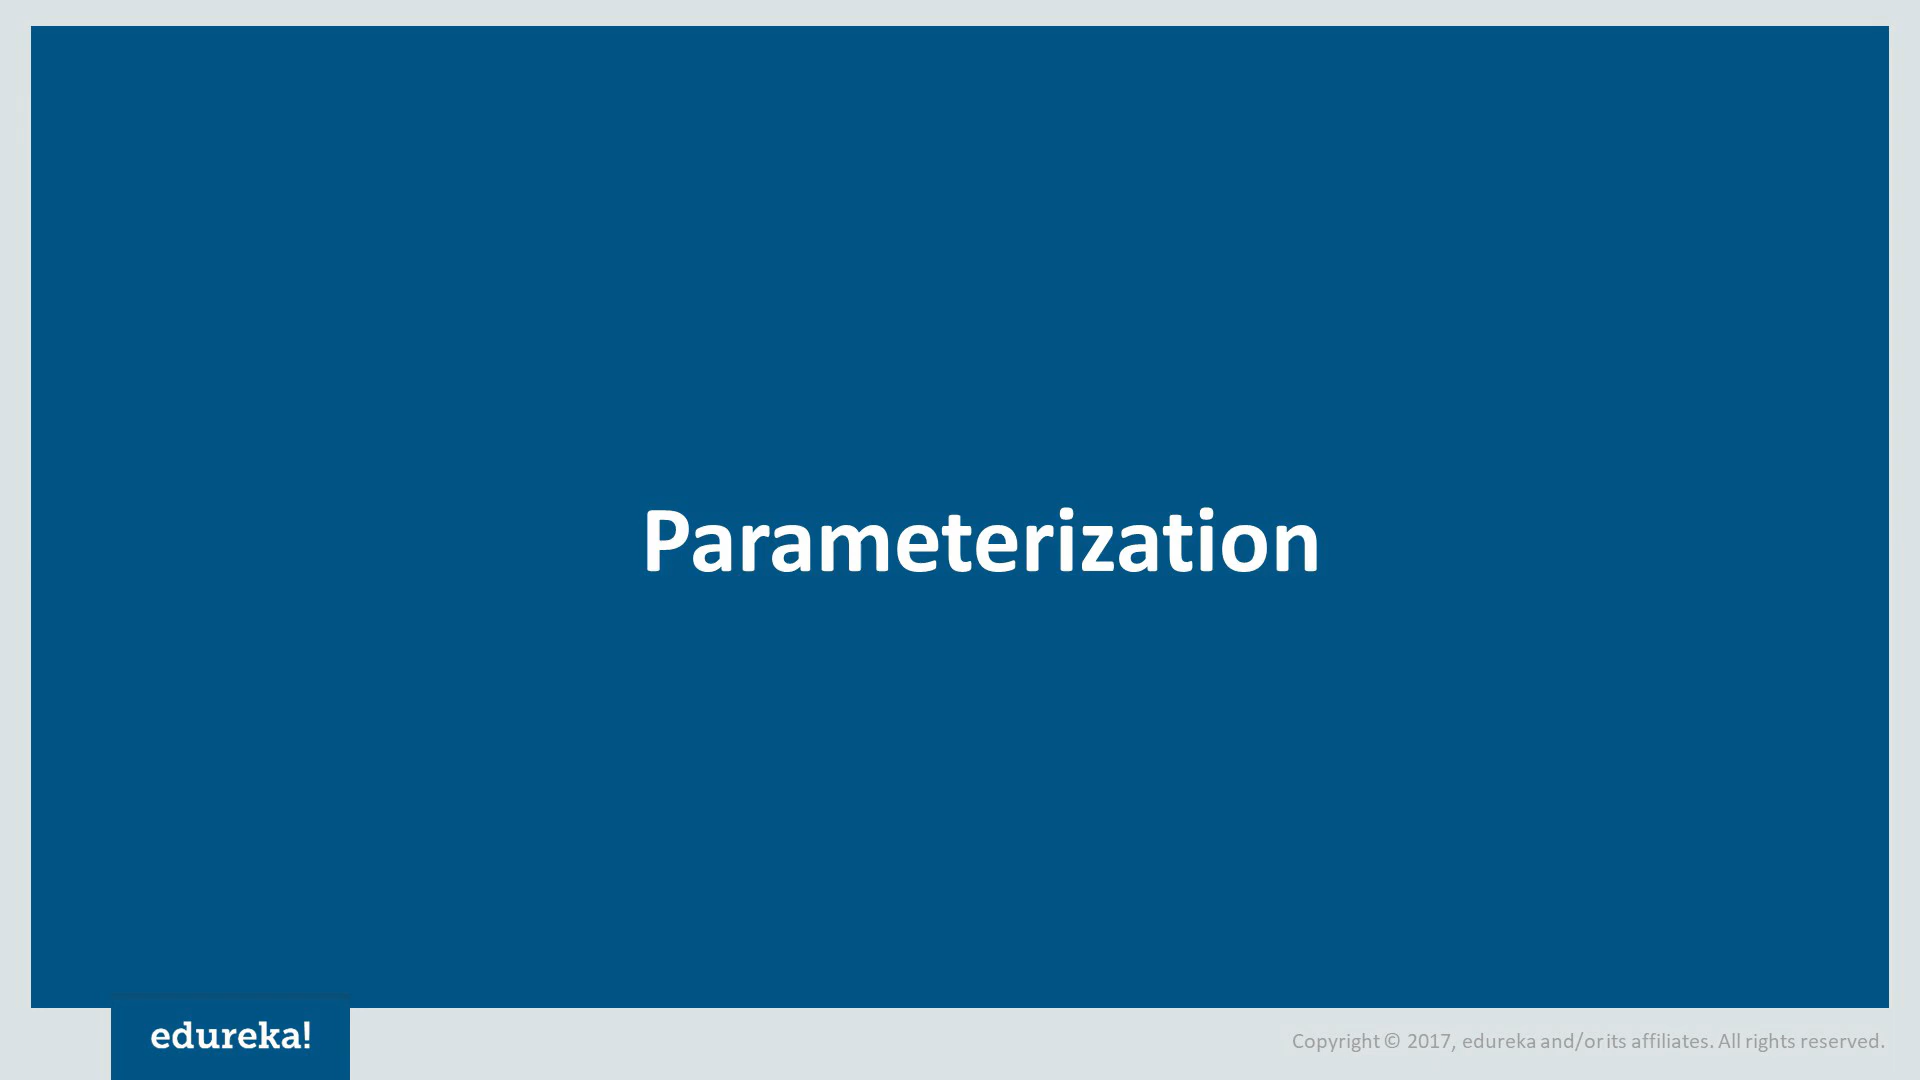 Parameterization
edureka!
Copyright © 2017, edureka and/or its affiliates. All rights reserved.